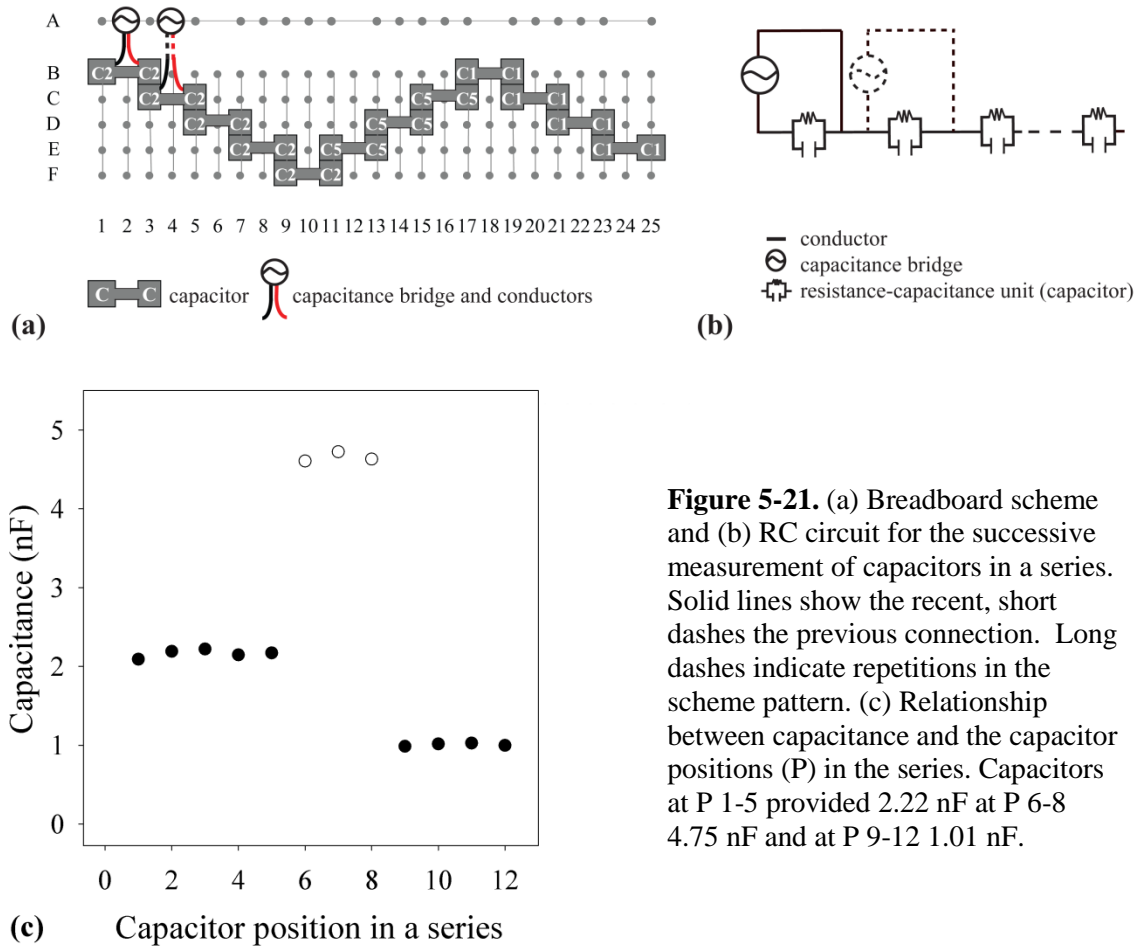 A
B
C
D
E
F
C2 C2 C1 C1
C2 C2 C5 C5 C1 C1
C2 C2 C5 C5 C1 C1
C2 C2 C5 C5 C1 C1
C2 C2
1 2 3 4 5 6 7 8 9 10 11 12 13 14 15 16 17 18 19 20 21 22 23 24 25
C C capacitor
capacitance bridge and conductors
(a)
conductor
capacitance bridge
resistance-capacitance unit (capacitor)
(b)
Capacitance (nF)
5
4
3
2
1
0
0 2 4 6 8 10 12
(c) Capacitor position in a series
Figure 5-21. (a) Breadboard scheme
and (b) RC circuit for the successive
measurement of capacitors in a series.
Solid lines show the recent, short
dashes the previous connection. Long
dashes indicate repetitions in the
scheme pattern. (c) Relationship
between capacitance and the capacitor
positions (P) in the series. Capacitors
at P 1-5 provided 2.22 nF at P 6-8
4.75 nF and at P 9-12 1.01 nF.